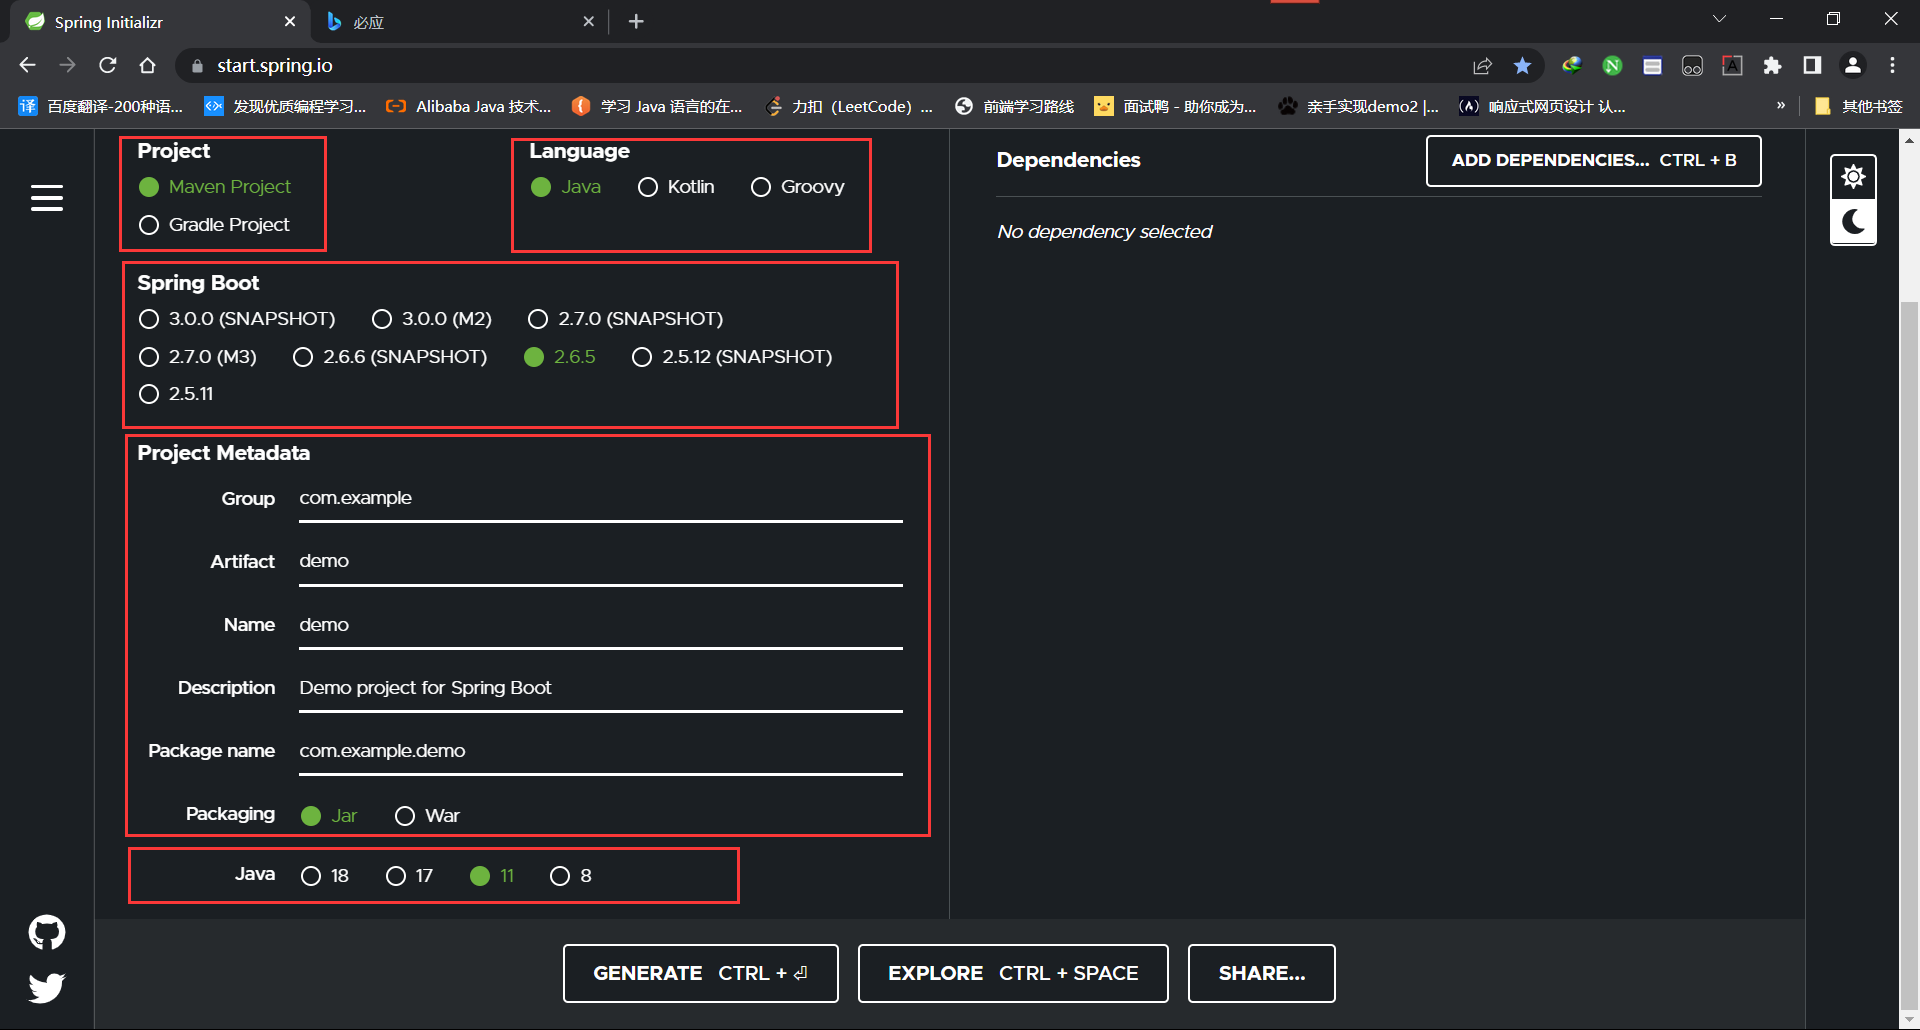 Spring Initializr
必应
start.spring.io
译 百度翻译-200种语...
发现优质编程学习...
Alibaba Java 技术...
学习 Java 语言的在...
力扣（LeetCode）...
前端学习路线
面试鸭 - 助你成为...
亲手实现demo2 |...
响应式网页设计 认...
»
其他书签
Project
Maven Project
Gradle Project
Language
Java Kotlin Groovy
Spring Boot
3.0.0 (SNAPSHOT) 3.0.0 (M2) 2.7.0 (SNAPSHOT)
2.7.0 (M3) 2.6.6 (SNAPSHOT) 2.6.5 2.5.12 (SNAPSHOT)
2.5.11
Project Metadata
Group com.example
Artifact demo
Name demo
Description Demo project for Spring Boot
Package name com.example.demo
Packaging Jar War
Java 18 17 11 8
Dependencies
ADD DEPENDENCIES... CTRL + B
No dependency selected
GENERATE CTRL + ⏎
EXPLORE CTRL + SPACE
SHARE...